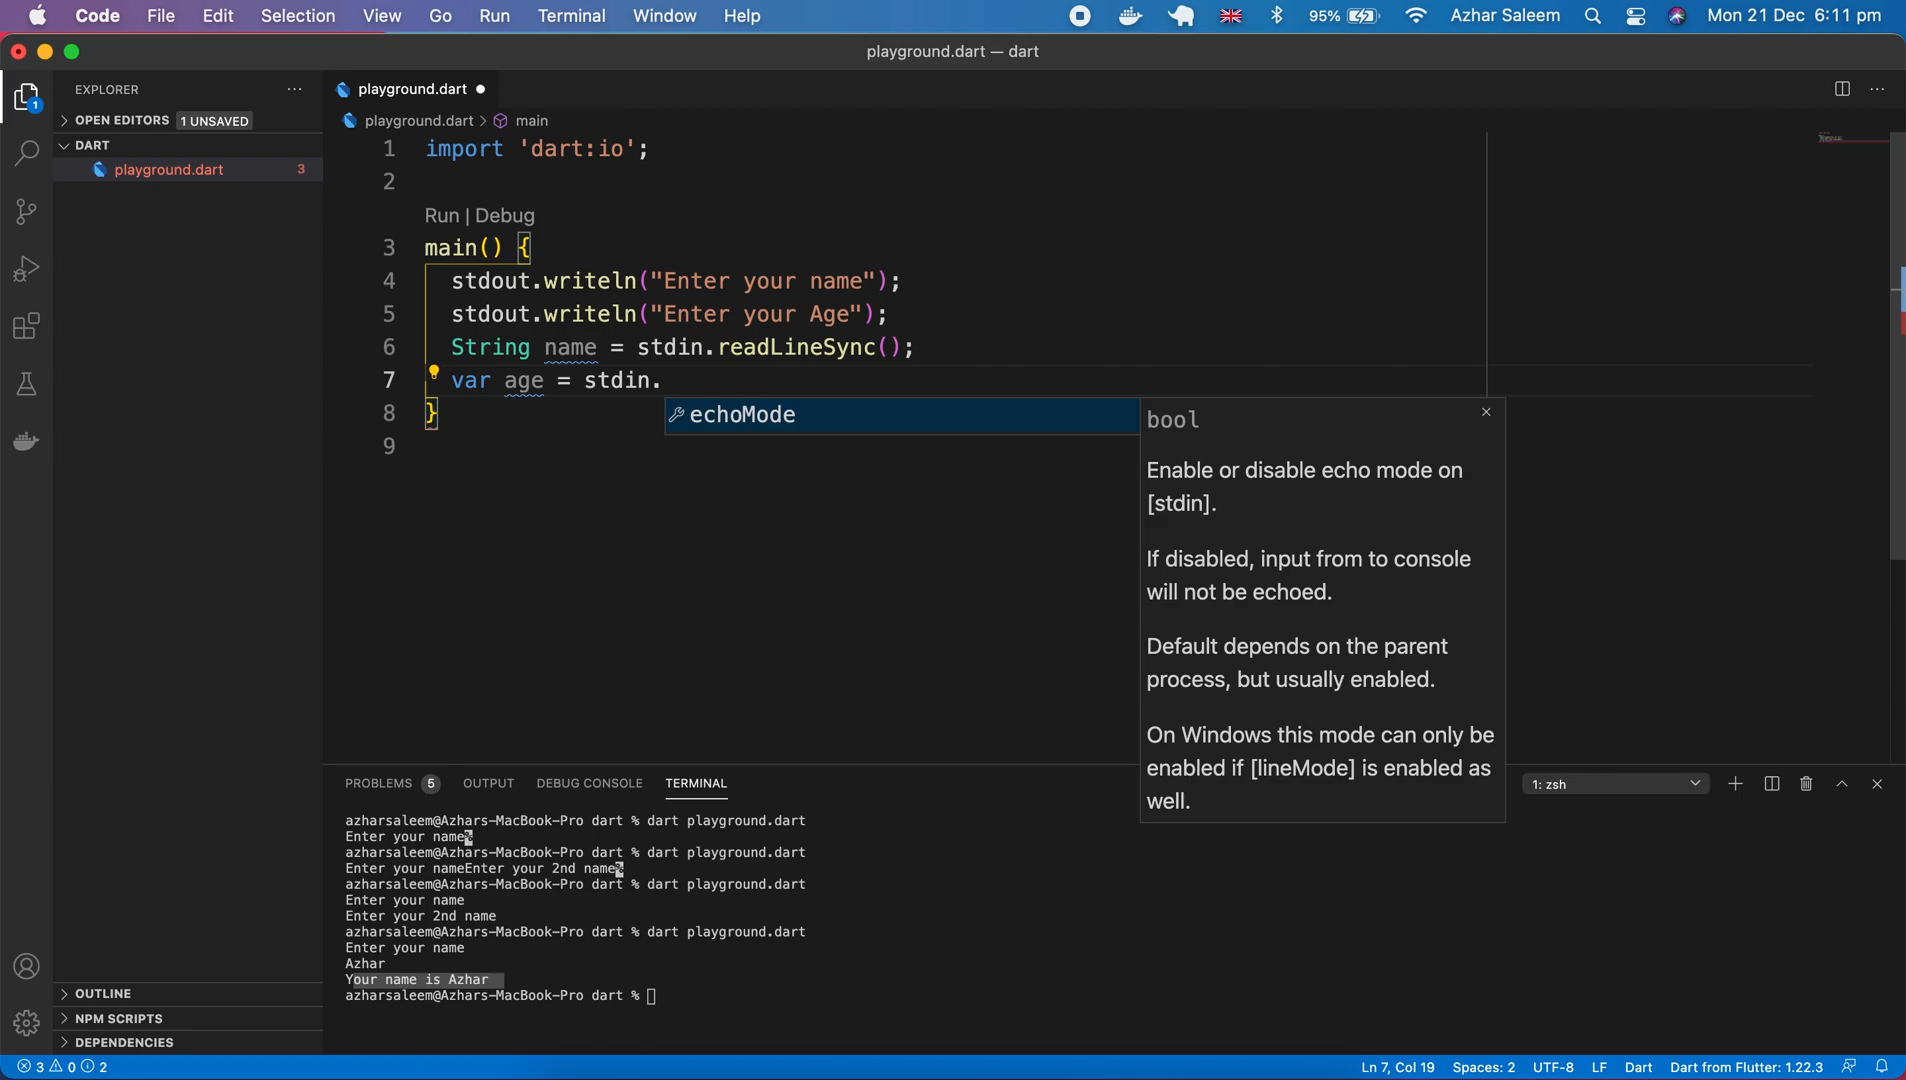 Code File Edit Selection View Go Run Terminal Window Help 95% Azhar Saleem Mon 21 Dec 6:11 pm
playground.dart — dart
EXPLORER
OPEN EDITORS 1 UNSAVED
DART
playground.dart 3
OUTLINE
NPM SCRIPTS
DEPENDENCIES
1
playground.dart
playground.dart > main
1 import 'dart:io';
2
Run | Debug
3 main() {
4 stdout.writeln("Enter your name");
5 stdout.writeln("Enter your Age");
6 String name = stdin.readLineSync();
7 var age = stdin.
8 }
9
echoMode
bool
Enable or disable echo mode on
[stdin].
If disabled, input from to console
will not be echoed.
Default depends on the parent
process, but usually enabled.
On Windows this mode can only be
enabled if [lineMode] is enabled as
well.
PROBLEMS 5 OUTPUT DEBUG CONSOLE TERMINAL 1: zsh
azharsaleem@Azhars-MacBook-Pro dart % dart playground.dart
Enter your name%
azharsaleem@Azhars-MacBook-Pro dart % dart playground.dart
Enter your nameEnter your 2nd name%
azharsaleem@Azhars-MacBook-Pro dart % dart playground.dart
Enter your name
Enter your 2nd name
azharsaleem@Azhars-MacBook-Pro dart % dart playground.dart
Enter your name
Azhar
Your name is Azhar
azharsaleem@Azhars-MacBook-Pro dart %
3 0 2 Ln 7, Col 19 Spaces: 2 UTF-8 LF Dart Dart from Flutter: 1.22.3